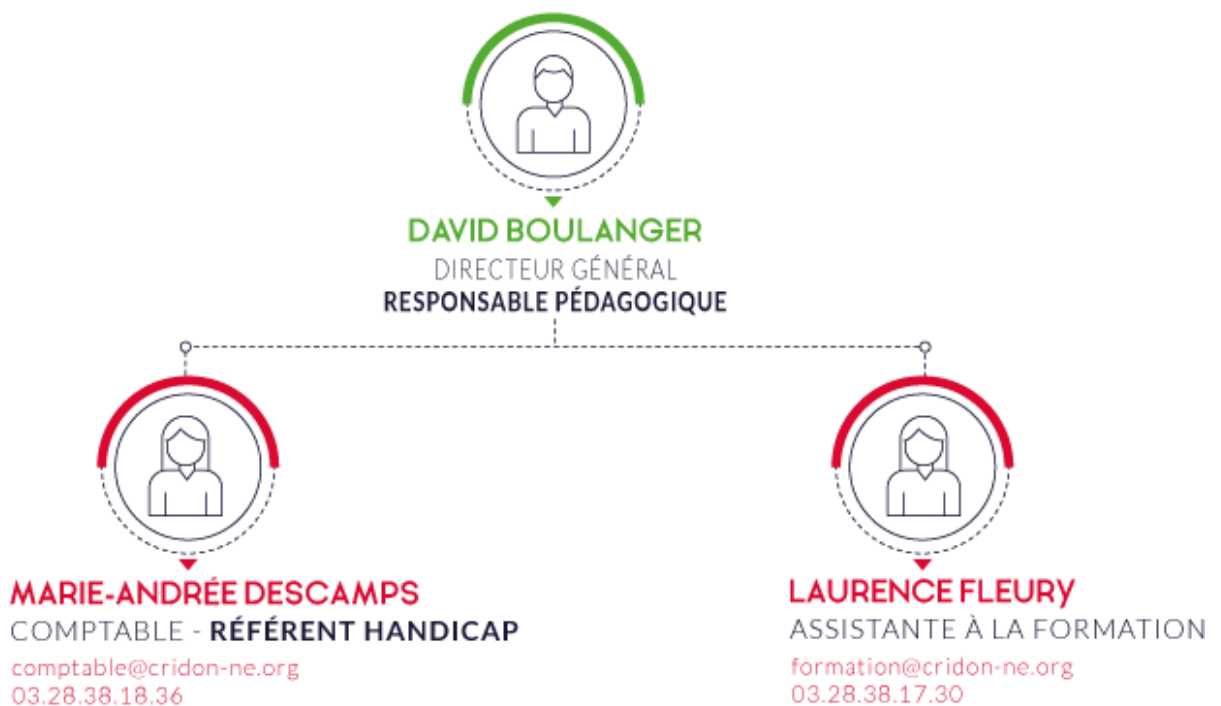 DAVID BOULANGER
DIRECTEUR GÉNÉRAL
RESPONSABLE PÉDAGOGIQUE
MARIE-ANDRÉE DESCAMPS
COMPTABLE - RÉFÉRENT HANDICAP
comptable@cridon-ne.org
03.28.38.18.36
LAURENCE FLEURY
ASSISTANTE À LA FORMATION
formation@cridon-ne.org
03.28.38.17.30